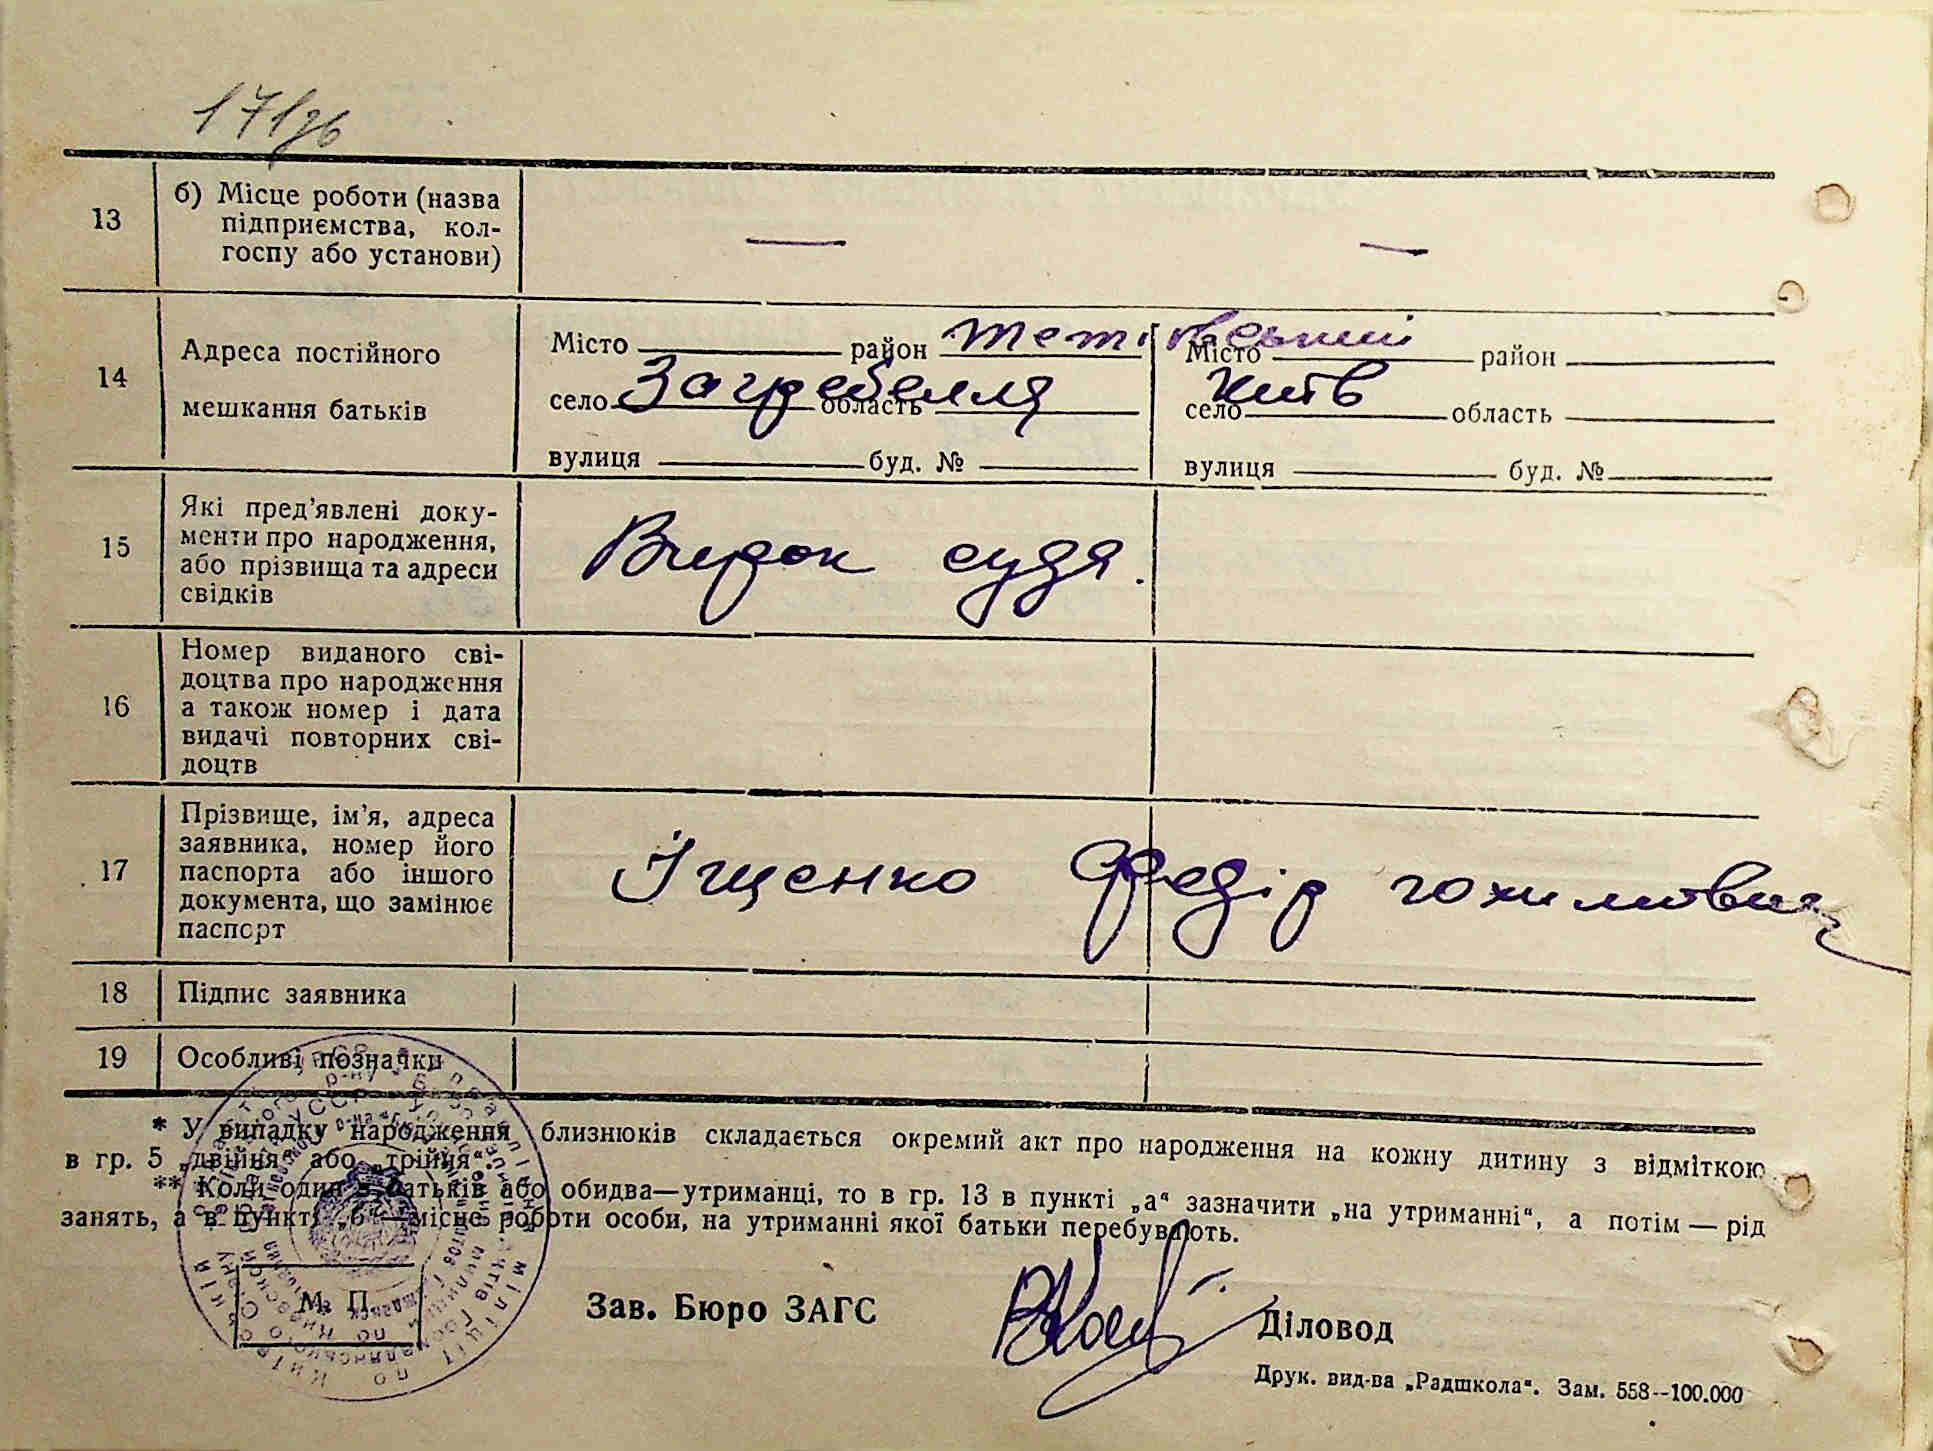 171зв
13 б) Місце роботи (назва
підприємства, кол-
госпу або установи) — —
14 Адреса постійного
мешкання батьків
Місто район Тетіївський Місто район
село Загребелля область село Київ область
вулиця буд. № вулиця буд. №
15 Які пред'явлені доку-
менти про народження,
або прізвища та адреси
свідків
Вирок суда.
16 Номер виданого сві-
доцтва про народження
а також номер і дата
видачі повторних сві-
доцтв
17 Прізвище, ім'я, адреса
заявника, номер його
паспорта або іншого
документа, що замінює
паспорт
Іщенко Федір
18 Підпис заявника
19 Особливі позначки
* У випадку народження близнюків складається окремий акт про народження на кожну дитину з відміткою
в гр. 5 „двійня" або „трійня".
** Коли один з батьків або обидва—утриманці, то в гр. 13 в пункті „а" зазначити „на утриманні", а потім — рід
занять, а в пункті „б"—місце роботи особи, на утриманні якої батьки перебувають.
М. П.
Зав. Бюро ЗАГС
Діловод
Друк. вид-ва „Радшкола". Зам. 558--100.000